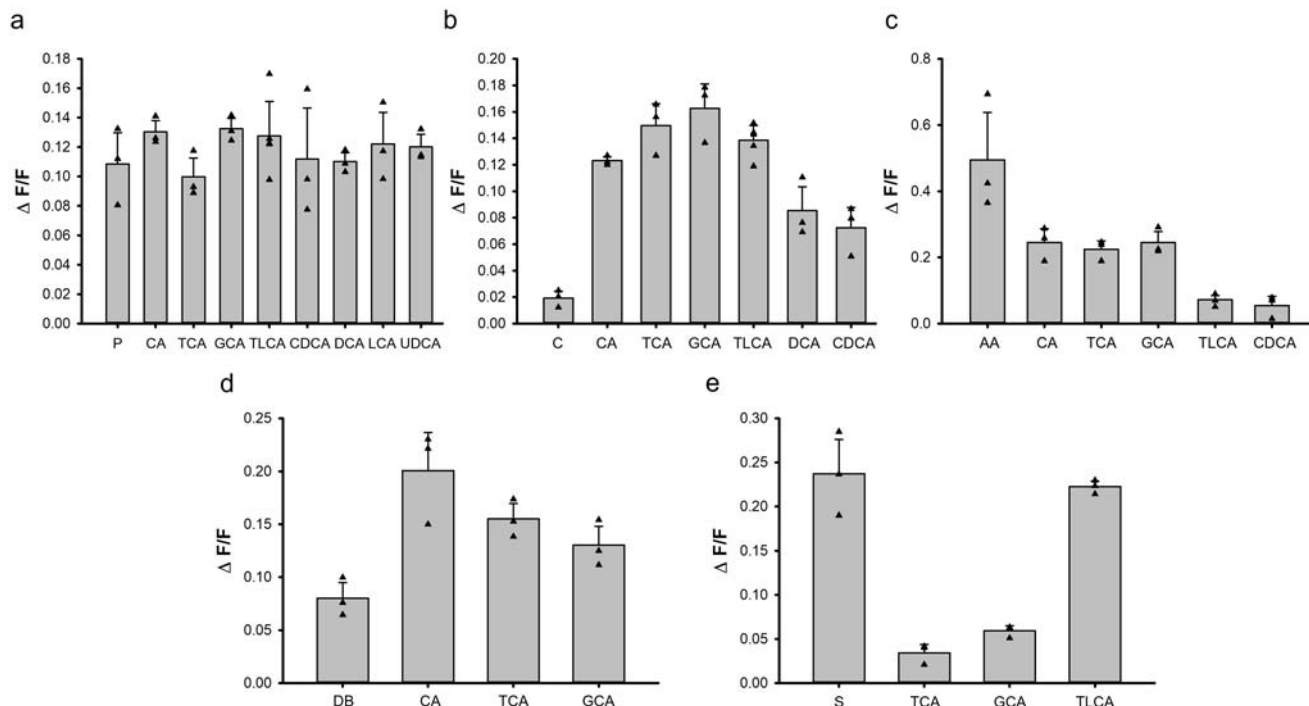 a
b
c
0.18
0.16
0.14
0.12
0.10
0.08
0.06
0.04
0.02
0.00
Δ F/F
P CA TCA GCA TLCA CDCA DCA LCA UDCA
0.20
0.18
0.16
0.14
0.12
0.10
0.08
0.06
0.04
0.02
0.00
Δ F/F
C CA TCA GCA TLCA DCA CDCA
0.8
0.6
0.4
0.2
0.0
Δ F/F
AA CA TCA GCA TLCA CDCA
d
e
0.25
0.20
0.15
0.10
0.05
0.00
Δ F/F
DB CA TCA GCA
0.30
0.25
0.20
0.15
0.10
0.05
0.00
Δ F/F
S TCA GCA TLCA